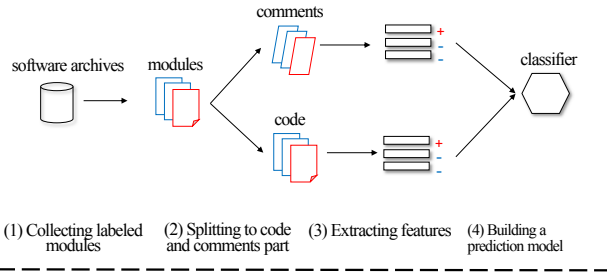 comments
software archives
modules
classifier
+
-
-
code
+
-
-
(1) Collecting labeled
modules
(2) Splitting to code
and comments part
(3) Extracting features
(4) Building a
prediction model